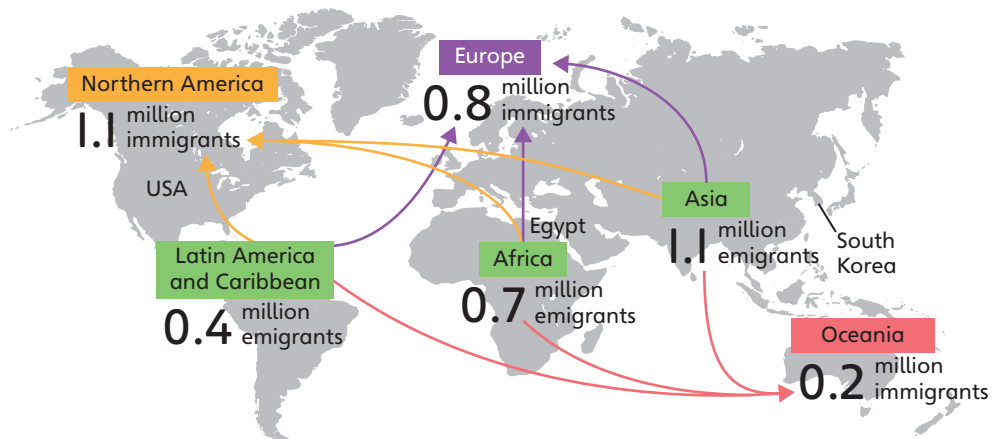 Europe
0.8 million
immigrants
Northern America
1.1 million
immigrants
USA
Asia
1.1 million
emigrants
South
Korea
Egypt
Africa
0.7 million
emigrants
Latin America
and Caribbean
0.4 million
emigrants
Oceania
0.2 million
immigrants